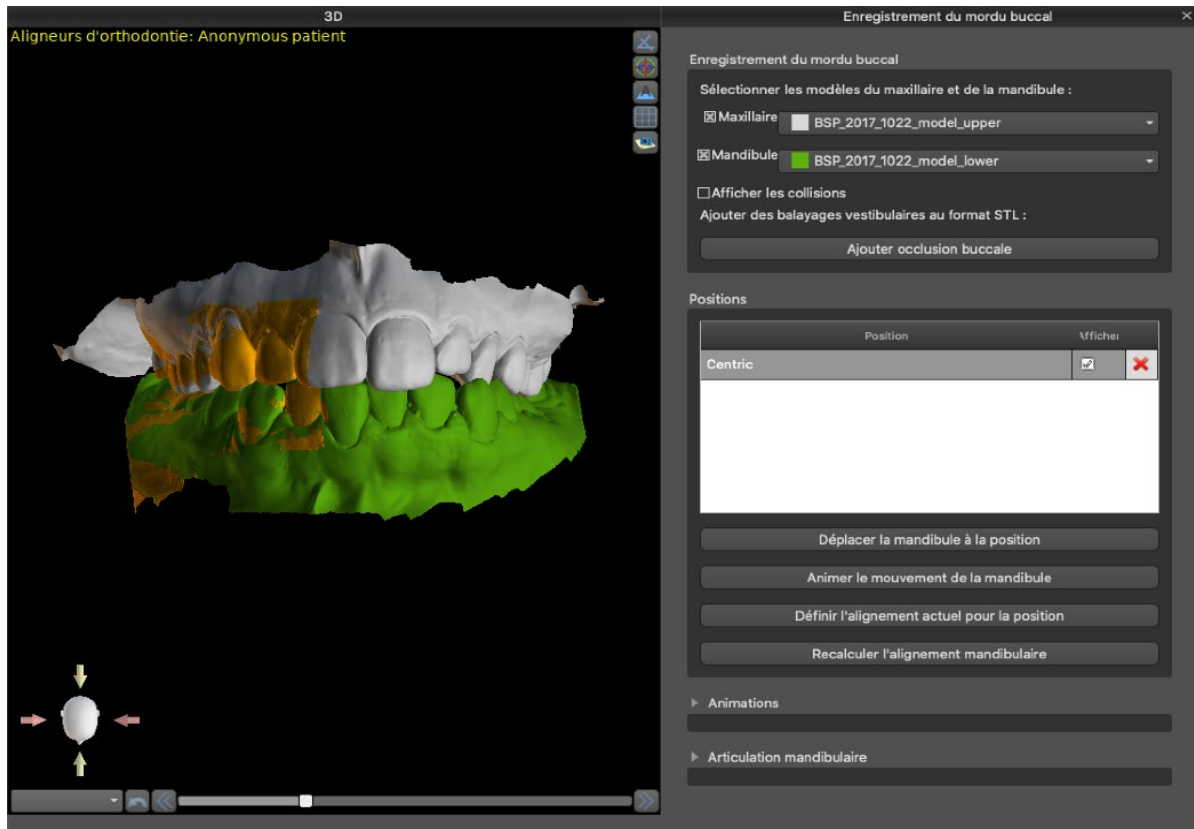 3D
Enregistrement du mordu buccal
Aligneurs d'orthodontie: Anonymous patient
Enregistrement du mordu buccal
Sélectionner les modèles du maxillaire et de la mandibule :
Maxillaire
BSP_2017_1022_model_upper
Mandibule
BSP_2017_1022_model_lower
Afficher les collisions
Ajouter des balayages vestibulaires au format STL :
Ajouter occlusion buccale
Positions
Position
Centric
Déplacer la mandibule à la position
Animer le mouvement de la mandibule
Définir l'alignement actuel pour la position
Recalculer l'alignement mandibulaire
Animations
Articulation mandibulaire